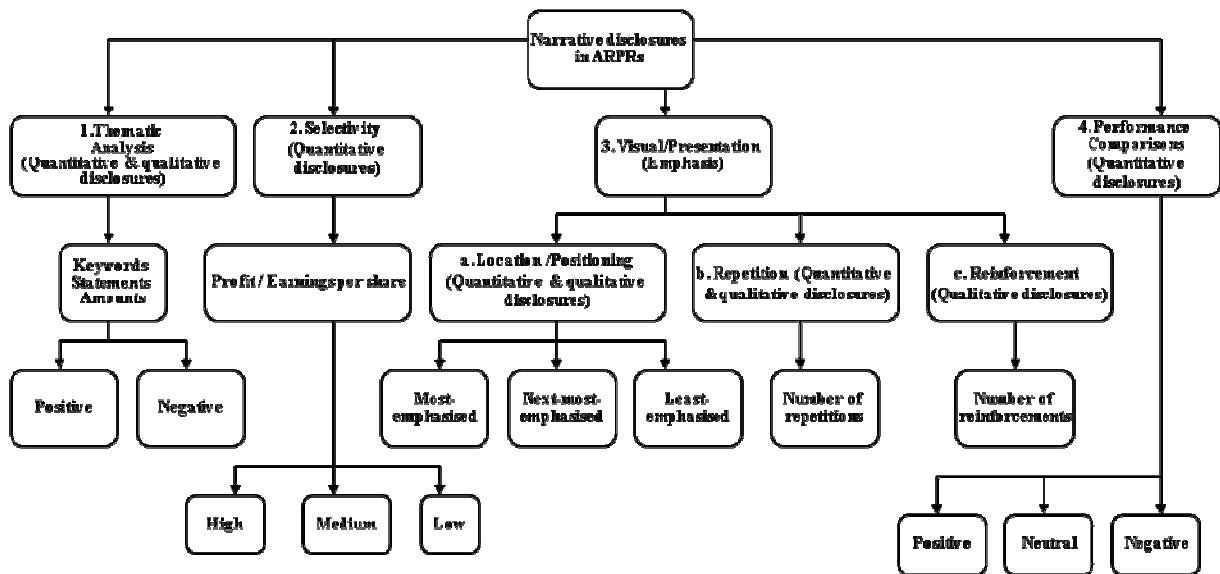 Narrative disclosures
in ARPRs
1.Thematic
Analysis
(Quantitative & qualitative
disclosures)
2. Selectivity
(Quantitative
disclosures)
3. Visual/Presentation
(Emphasis)
4. Performance
Comparisons
(Quantitative
disclosures)
Keywords
Statements
Amounts
Profit / Earnings per share
a. Location /Positioning
(Quantitative & qualitative
disclosures)
b. Repetition (Quantitative
& qualitative disclosures)
c. Reinforcement
(Qualitative disclosures)
Positive
Negative
Most-
emphasised
Next-most-
emphasised
Least-
emphasised
Number of
repetitions
Number of
reinforcements
High
Medium
Low
Positive
Neutral
Negative